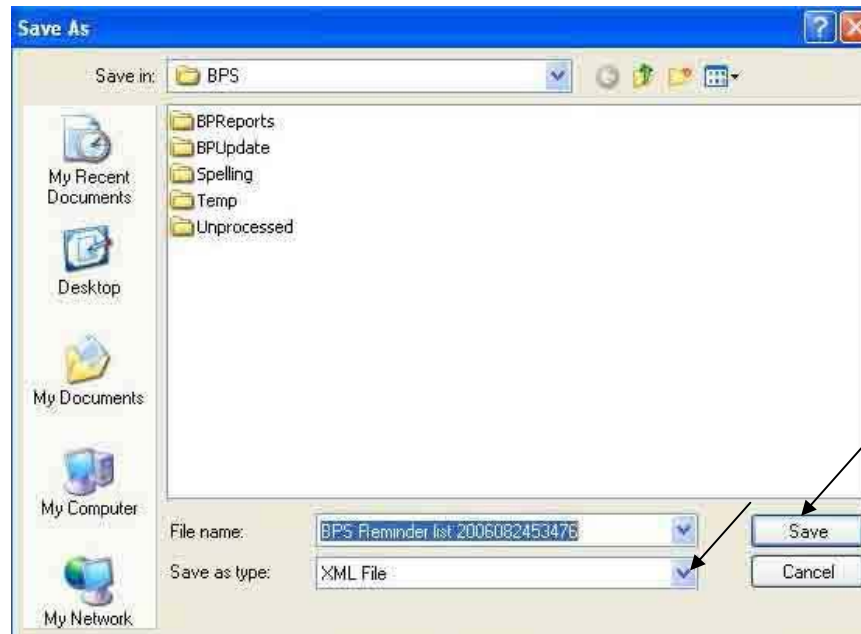 Save As
Save in: BPS
My Recent
Documents
Desktop
My Documents
My Computer
My Network
BPReports
BPUpdate
Spelling
Temp
Unprocessed
File name: BPS Reminder list 2006082453476
Save
Save as type: XML File
Cancel